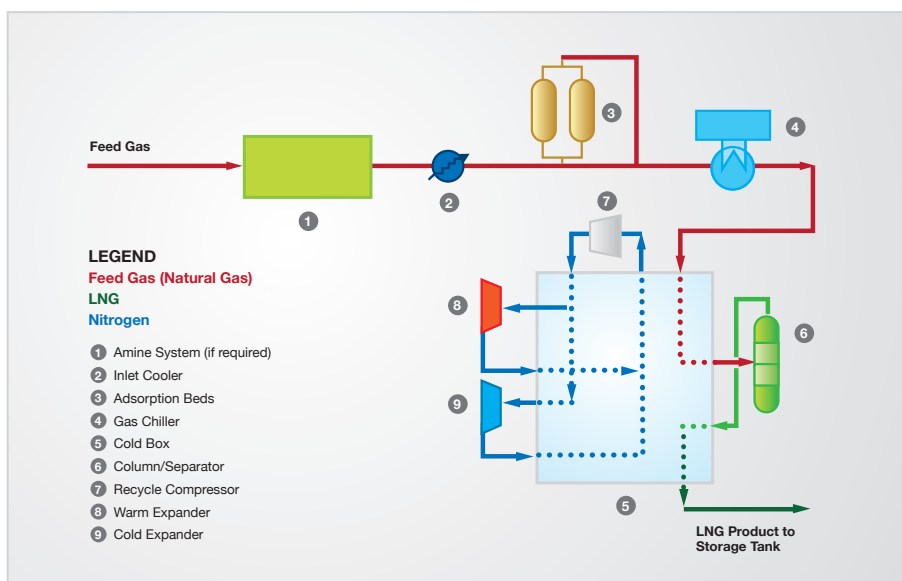 Feed Gas
1
2
3
4
7
LEGEND
Feed Gas (Natural Gas)
LNG
Nitrogen
1 Amine System (if required)
2 Inlet Cooler
3 Adsorption Beds
4 Gas Chiller
5 Cold Box
6 Column/Separator
7 Recycle Compressor
8 Warm Expander
9 Cold Expander
8
9
6
5
LNG Product to
Storage Tank